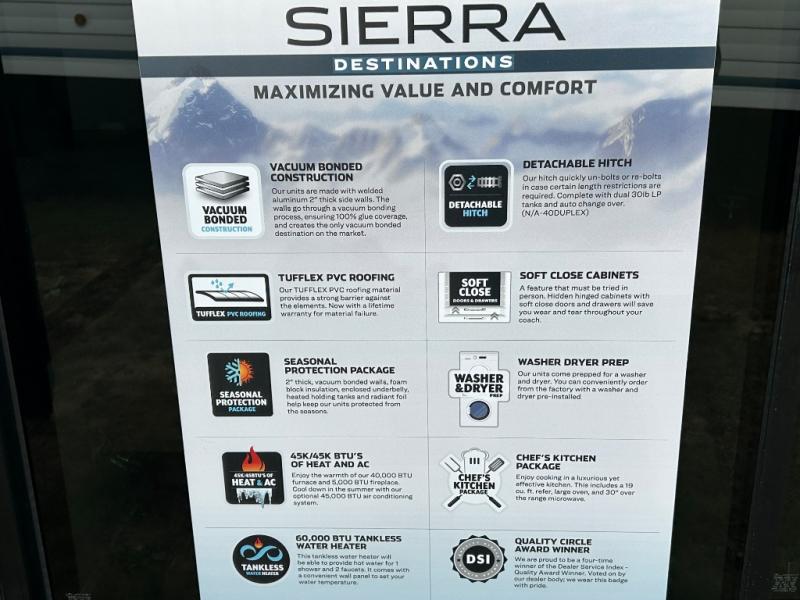 SIERRA
DESTINATIONS
MAXIMIZING VALUE AND COMFORT
VACUUM
BONDED
CONSTRUCTION
VACUUM BONDED
CONSTRUCTION
Our units are made with welded
aluminum 2" thick side walls. The
walls go through a vacuum bonding
process, ensuring 100% glue coverage,
and creates the only vacuum bonded
destination on the market.
DETACHABLE
HITCH
DETACHABLE HITCH
Our hitch quickly un-bolts or re-bolts
in case certain length restrictions are
required. Complete with dual 30lb LP
tanks and auto change over.
(N/A-40DUPLEX)
TUFFLEX PVC ROOFING
TUFFLEX PVC ROOFING
Our TUFFLEX PVC roofing material
provides a strong barrier against
the elements. Now with a lifetime
warranty for material failure.
SOFT
CLOSE
DOORS & DRAWERS
SOFT CLOSE CABINETS
A feature that must be tried in
person. Hidden hinged cabinets with
soft close doors and drawers will save
you wear and tear throughout your
coach.
SEASONAL
PROTECTION
PACKAGE
SEASONAL
PROTECTION PACKAGE
2" thick, vacuum bonded walls, foam
block insulation, enclosed underbelly,
heated holding tanks and radiant foil
help keep our units protected from
the seasons.
WASHER
&DRYER
PREP
WASHER DRYER PREP
Our units come prepped for a washer
and dryer. You can conveniently order
from the factory with a washer and
dryer pre-installed
45K/45BTU'S OF
HEAT & AC
45K/45K BTU'S
OF HEAT AND AC
Enjoy the warmth of our 40,000 BTU
furnace and 5,000 BTU fireplace.
Cool down in the summer with our
optional 45,000 BTU air conditioning
system.
CHEF'S
KITCHEN
PACKAGE
CHEF'S KITCHEN
PACKAGE
Enjoy cooking in a luxurious yet
effective kitchen. This includes a 19
cu. ft. refer, large oven, and 30" over
the range microwave.
TANKLESS
WATER HEATER
60,000 BTU TANKLESS
WATER HEATER
This tankless water heater will
be able to provide hot water for 1
shower and 2 faucets. It comes with
a convenient wall panel to set your
water temperature.
DSI
QUALITY CIRCLE
AWARD WINNER
We are proud to be a four-time
winner of the Dealer Service Index -
Quality Award Winner. Voted on by
our dealer body; we wear this badge
with pride.